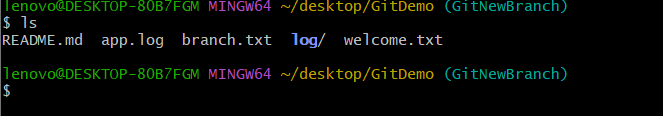 lenovo@DESKTOP-80B7FGM MINGW64 ~/desktop/GitDemo (GitNewBranch)
$ ls
README.md  app.log  branch.txt  log/  welcome.txt
lenovo@DESKTOP-80B7FGM MINGW64 ~/desktop/GitDemo (GitNewBranch)
$